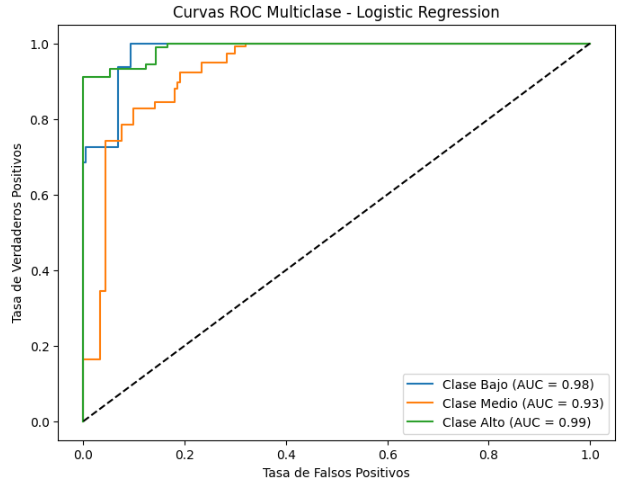 Curvas ROC Multiclase - Logistic Regression
1.0
0.8
0.6
0.4
0.2
0.0
Tasa de Verdaderos Positivos
Clase Bajo (AUC = 0.98)
Clase Medio (AUC = 0.93)
Clase Alto (AUC = 0.99)
0.0 0.2 0.4 0.6 0.8 1.0
Tasa de Falsos Positivos